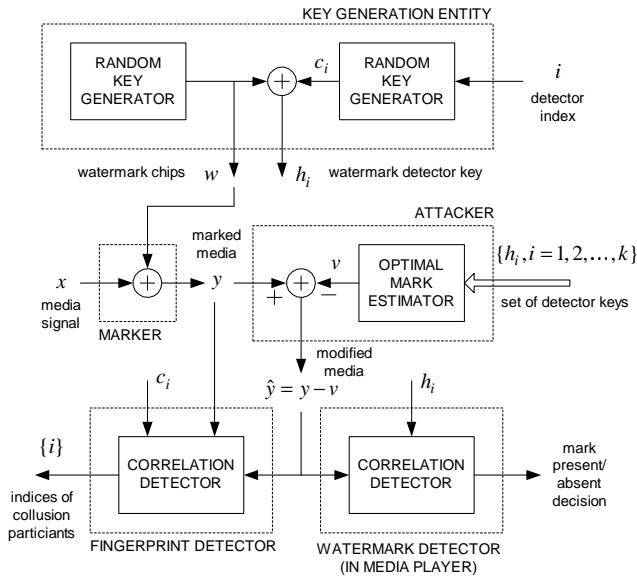 KEY GENERATION ENTITY
RANDOM
KEY
GENERATOR
+
c_i
RANDOM
KEY
GENERATOR
i
detector
index
watermark chips
w
h_i
watermark detector key
ATTACKER
marked
media
{h_i, i = 1, 2, ..., k}
x
media
signal
+
y
+
+
−
v
OPTIMAL
MARK
ESTIMATOR
set of detector keys
MARKER
modified
media
c_i
ŷ = y − v
h_i
{i}
indices of
collusion
particiants
CORRELATION
DETECTOR
CORRELATION
DETECTOR
mark
present/
absent
decision
FINGERPRINT DETECTOR
WATERMARK DETECTOR
(IN MEDIA PLAYER)